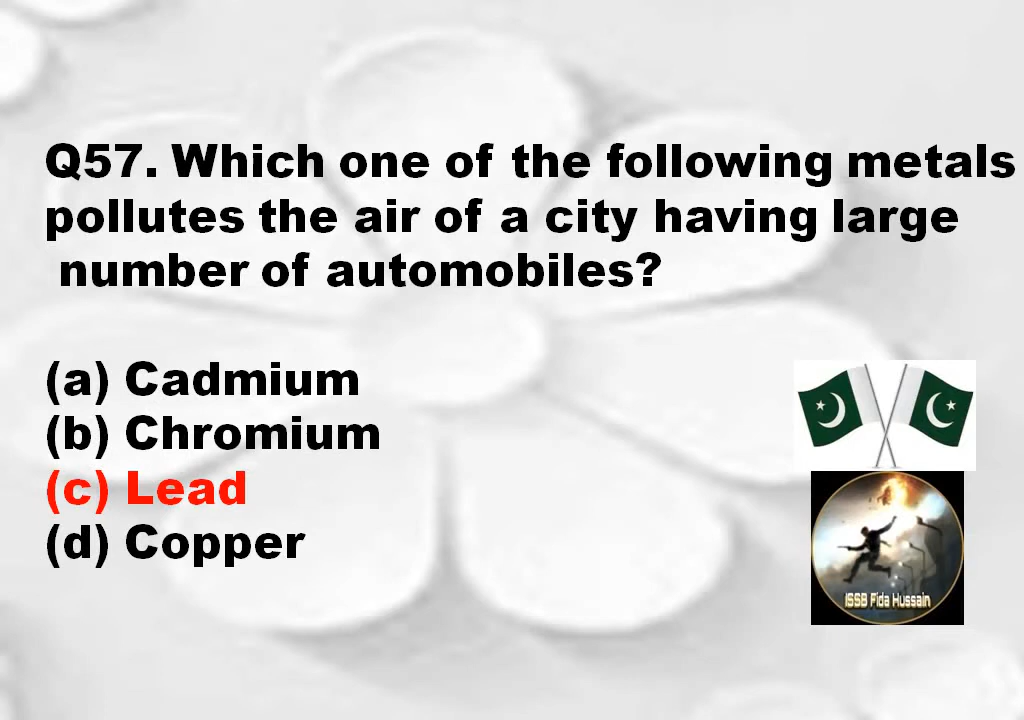 Q57. Which one of the following metals
pollutes the air of a city having large
number of automobiles?
(a) Cadmium
(b) Chromium
(c) Lead
(d) Copper
ISSB Fida Hussain